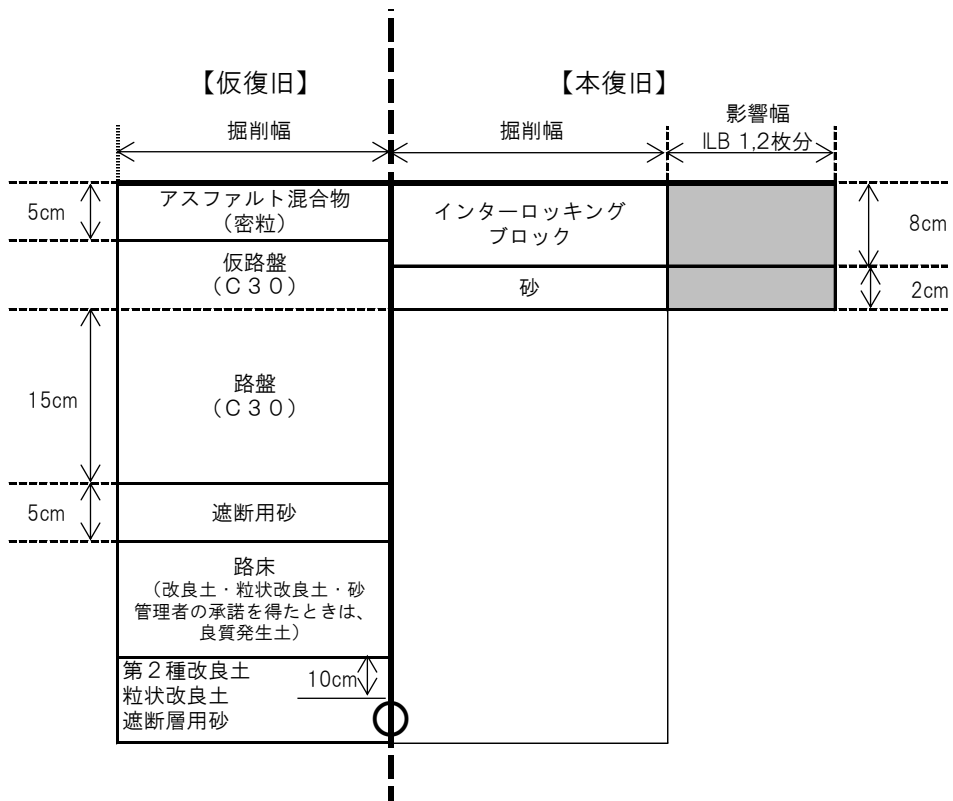 【仮復旧】
【本復旧】
掘削幅
掘削幅
影響幅
ILB 1,2枚分
5cm
アスファルト混合物
（密粒）
インターロッキング
ブロック
8cm
仮路盤
（Ｃ３０）
砂
2cm
15cm
路盤
（Ｃ３０）
5cm
遮断用砂
路床
（改良土・粒状改良土・砂
管理者の承諾を得たときは、
良質発生土）
第２種改良土
粒状改良土
遮断層用砂
10cm